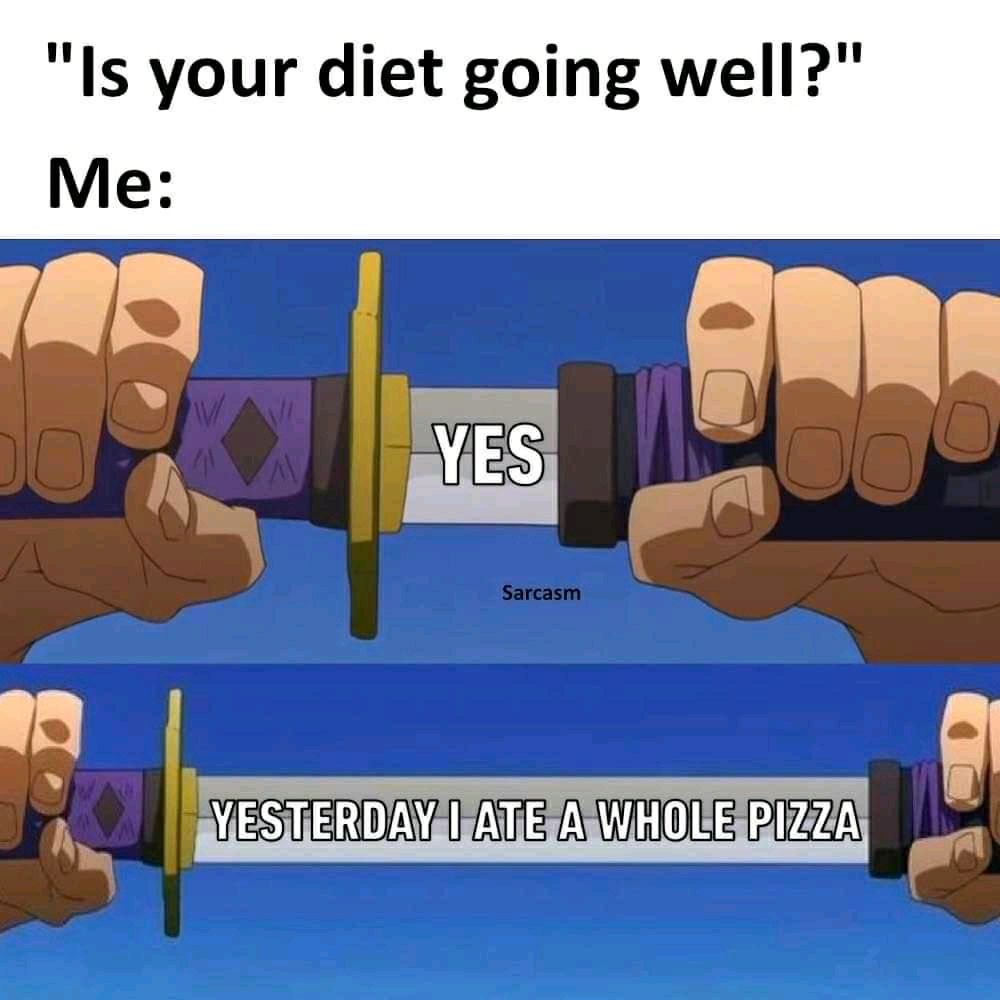 "Is your diet going well?"
Me:
YES
Sarcasm
YESTERDAY I ATE A WHOLE PIZZA